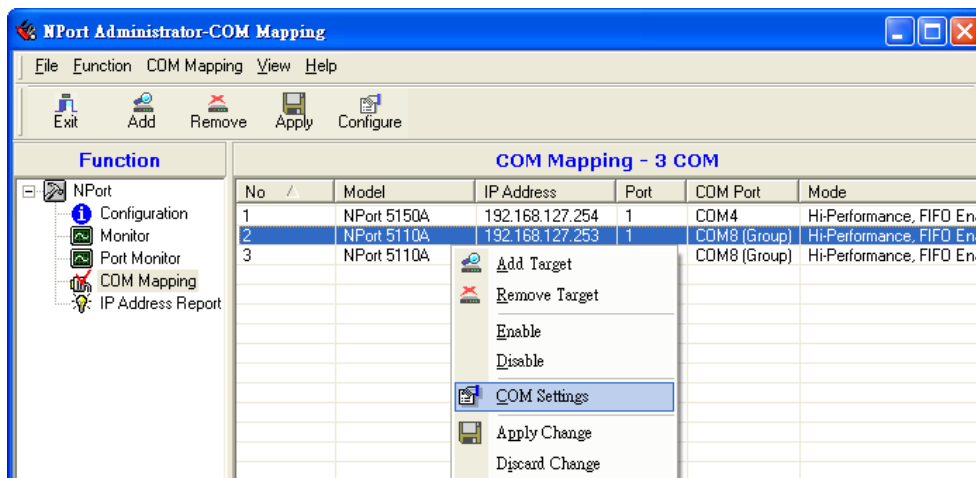 NPort Administrator-COM Mapping
File Function COM Mapping View Help
Exit Add Remove Apply Configure
Function
COM Mapping - 3 COM
NPort
Configuration
Monitor
Port Monitor
COM Mapping
IP Address Report
No Model IP Address Port COM Port Mode
1 NPort 5150A 192.168.127.254 1 COM4 Hi-Performance, FIFO En
2 NPort 5110A 192.168.127.253 1 COM8 (Group) Hi-Performance, FIFO En
3 NPort 5110A COM8 (Group) Hi-Performance, FIFO En
Add Target
Remove Target
Enable
Disable
COM Settings
Apply Change
Discard Change